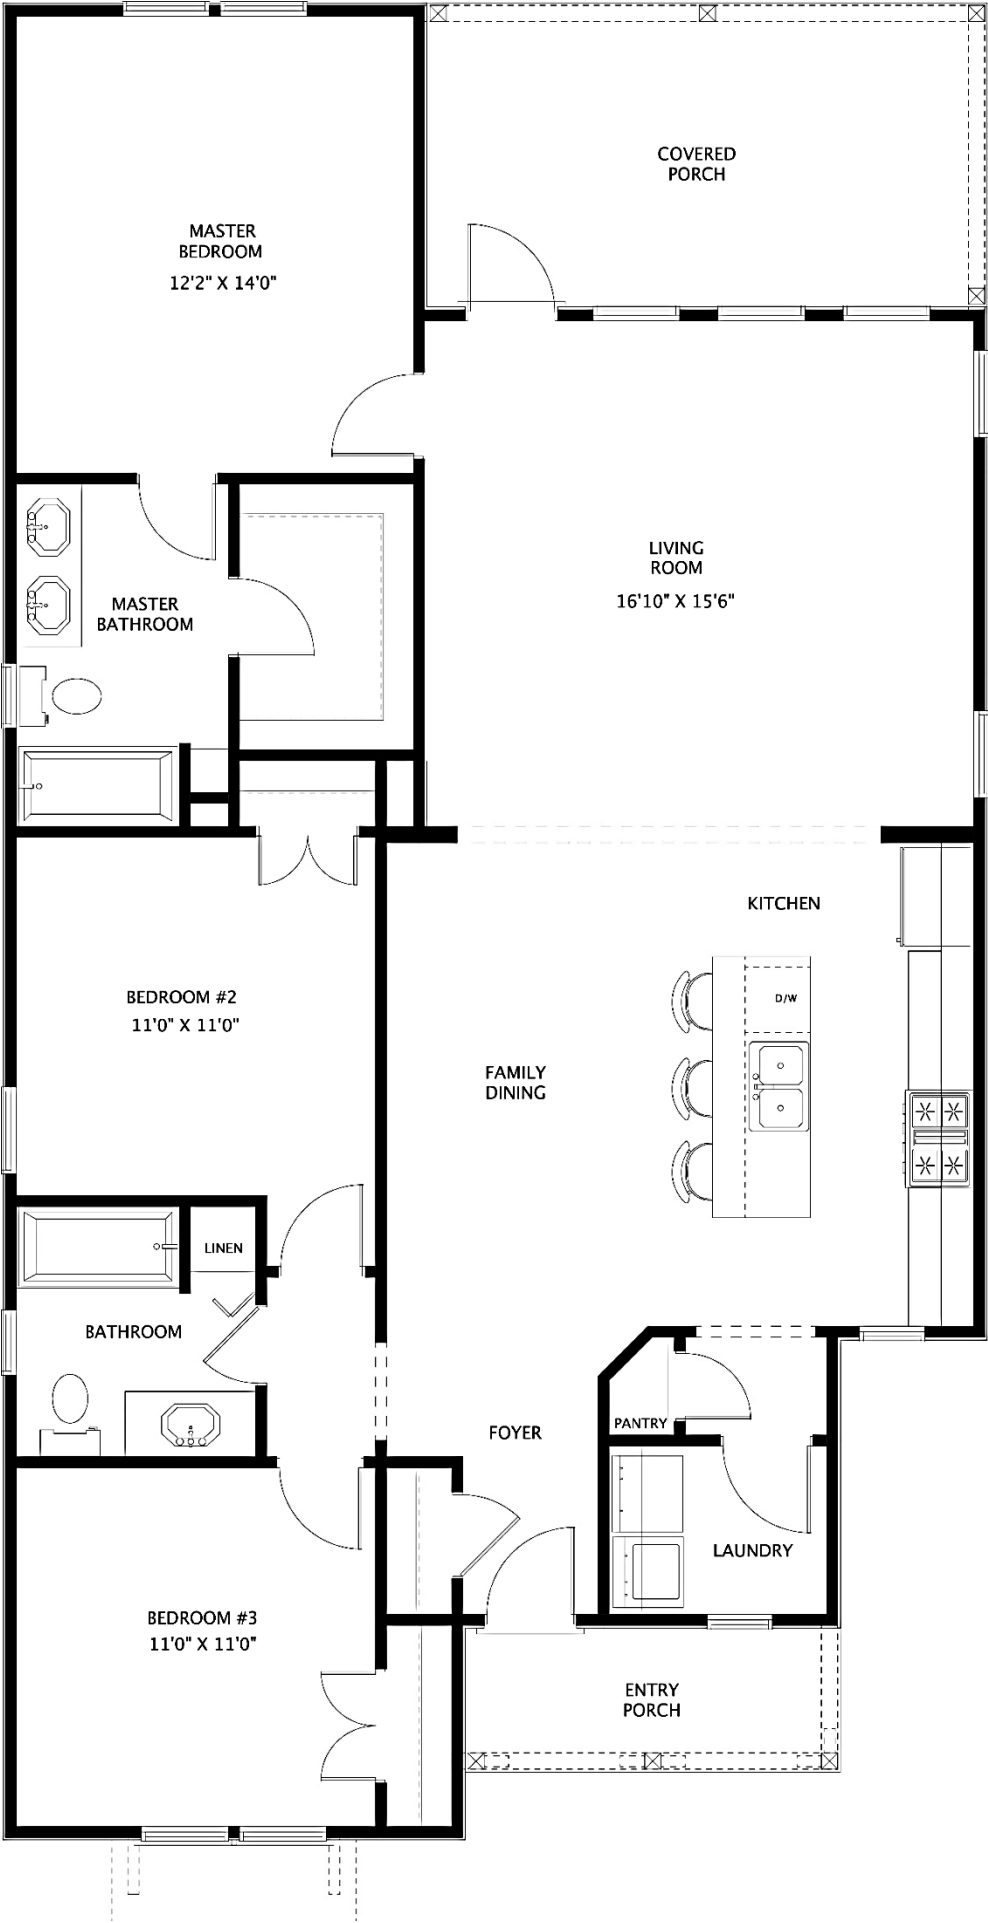 COVERED
PORCH
MASTER
BEDROOM
12'2" X 14'0"
LIVING
ROOM
16'10" X 15'6"
MASTER
BATHROOM
KITCHEN
BEDROOM #2
11'0" X 11'0"
D/W
FAMILY
DINING
LINEN
BATHROOM
PANTRY
FOYER
LAUNDRY
BEDROOM #3
11'0" X 11'0"
ENTRY
PORCH